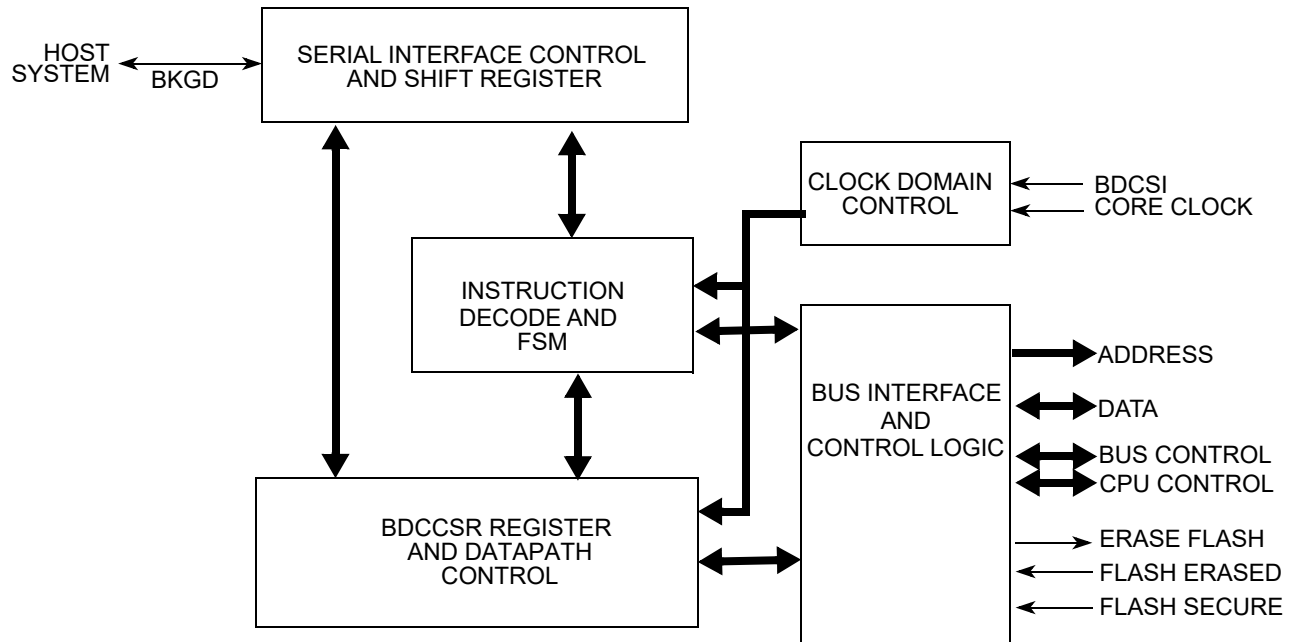 HOST
SYSTEM
BKGD
SERIAL INTERFACE CONTROL
AND SHIFT REGISTER
CLOCK DOMAIN
CONTROL
BDCSI
CORE CLOCK
INSTRUCTION
DECODE AND
FSM
BUS INTERFACE
AND
CONTROL LOGIC
ADDRESS
DATA
BUS CONTROL
CPU CONTROL
ERASE FLASH
FLASH ERASED
FLASH SECURE
BDCCSR REGISTER
AND DATAPATH
CONTROL